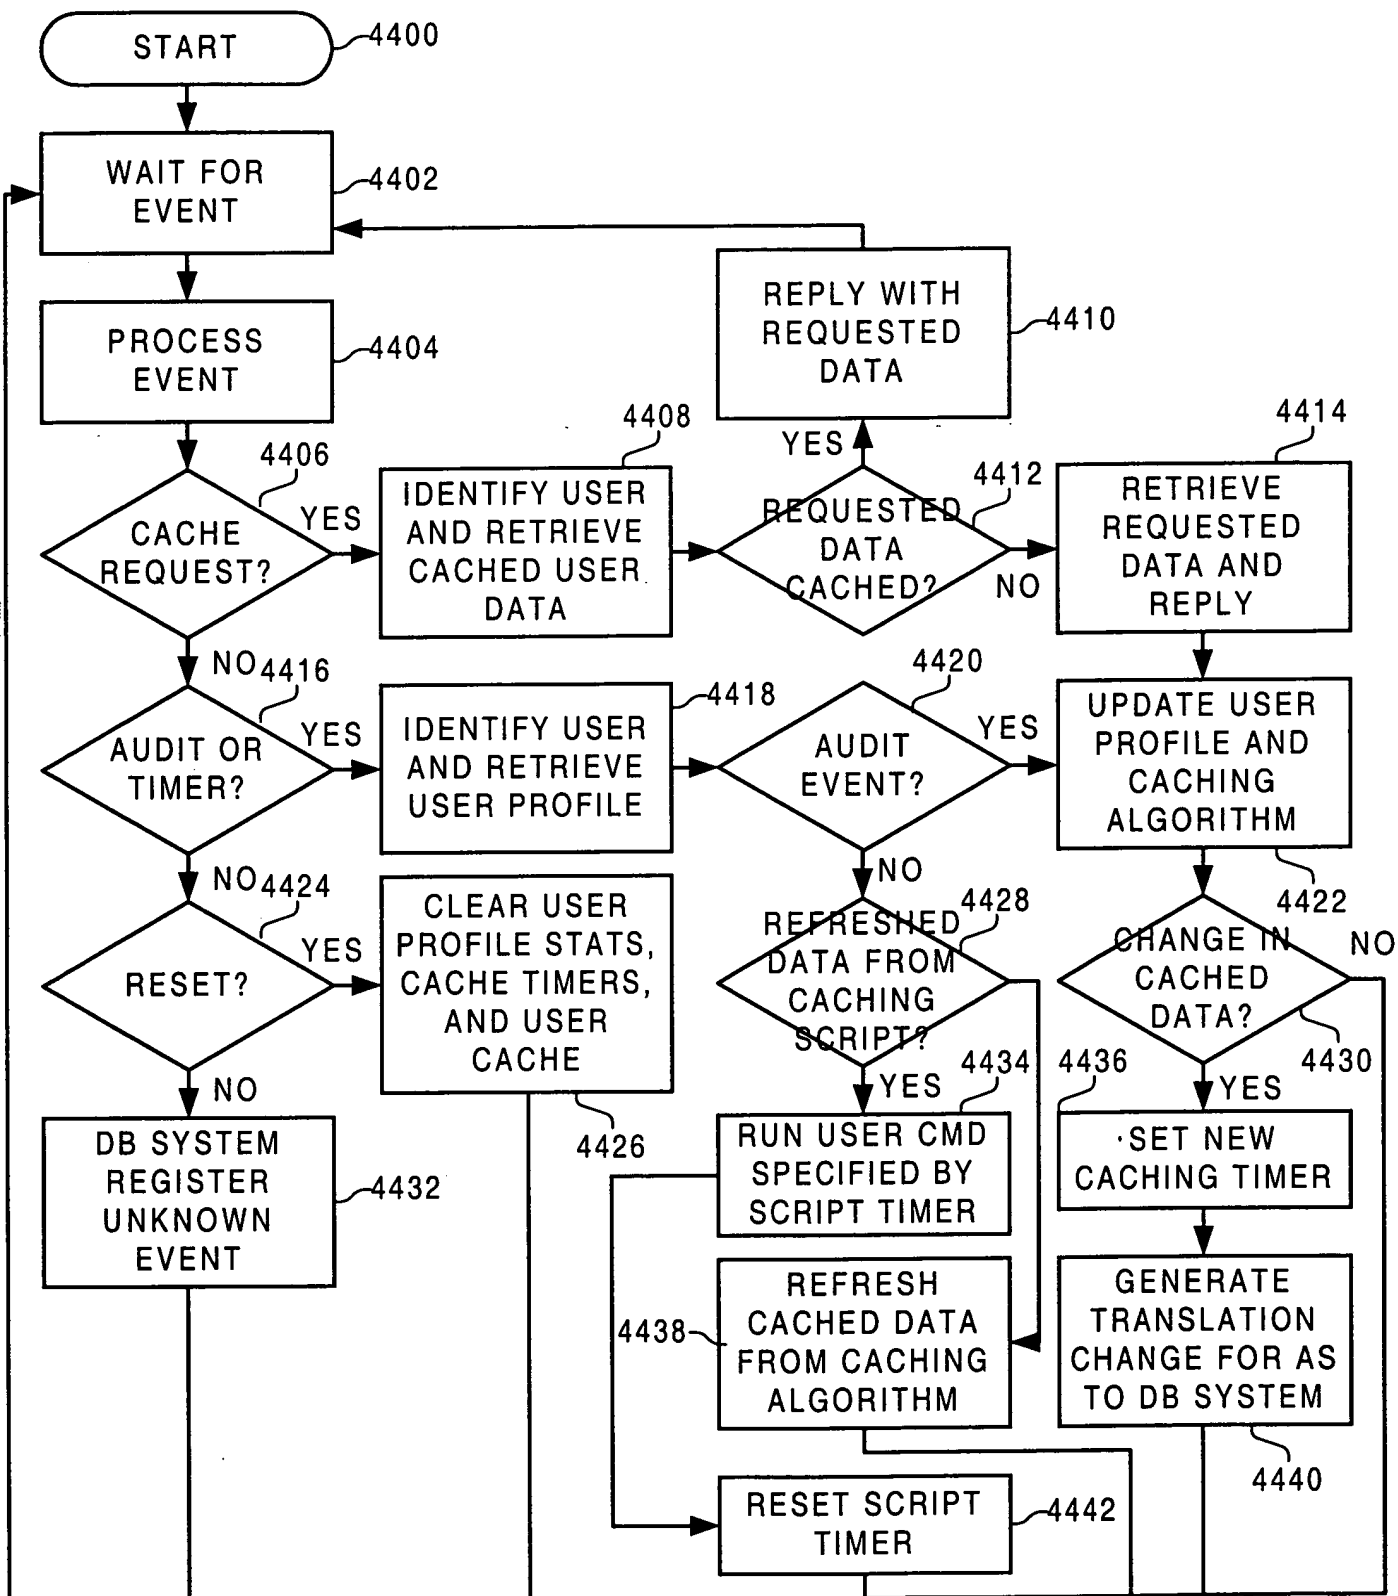 START
4400
WAIT FOR
EVENT
4402
PROCESS
EVENT
4404
REPLY WITH
REQUESTED
DATA
4410
4406
CACHE
REQUEST?
YES
NO
4408
IDENTIFY USER
AND RETRIEVE
CACHED USER
DATA
YES
4412
REQUESTED
DATA
CACHED?
NO
4414
RETRIEVE
REQUESTED
DATA AND
REPLY
4416
AUDIT OR
TIMER?
YES
NO
4418
IDENTIFY USER
AND RETRIEVE
USER PROFILE
4420
AUDIT
EVENT?
YES
NO
UPDATE USER
PROFILE AND
CACHING
ALGORITHM
4422
4424
RESET?
YES
NO
CLEAR USER
PROFILE STATS,
CACHE TIMERS,
AND USER
CACHE
4426
4428
REFRESHED
DATA FROM
CACHING
SCRIPT?
YES
CHANGE IN
CACHED
DATA?
NO
4430
YES
DB SYSTEM
REGISTER
UNKNOWN
EVENT
4432
4434
RUN USER CMD
SPECIFIED BY
SCRIPT TIMER
4436
SET NEW
CACHING TIMER
4438
REFRESH
CACHED DATA
FROM CACHING
ALGORITHM
GENERATE
TRANSLATION
CHANGE FOR AS
TO DB SYSTEM
4440
RESET SCRIPT
TIMER
4442